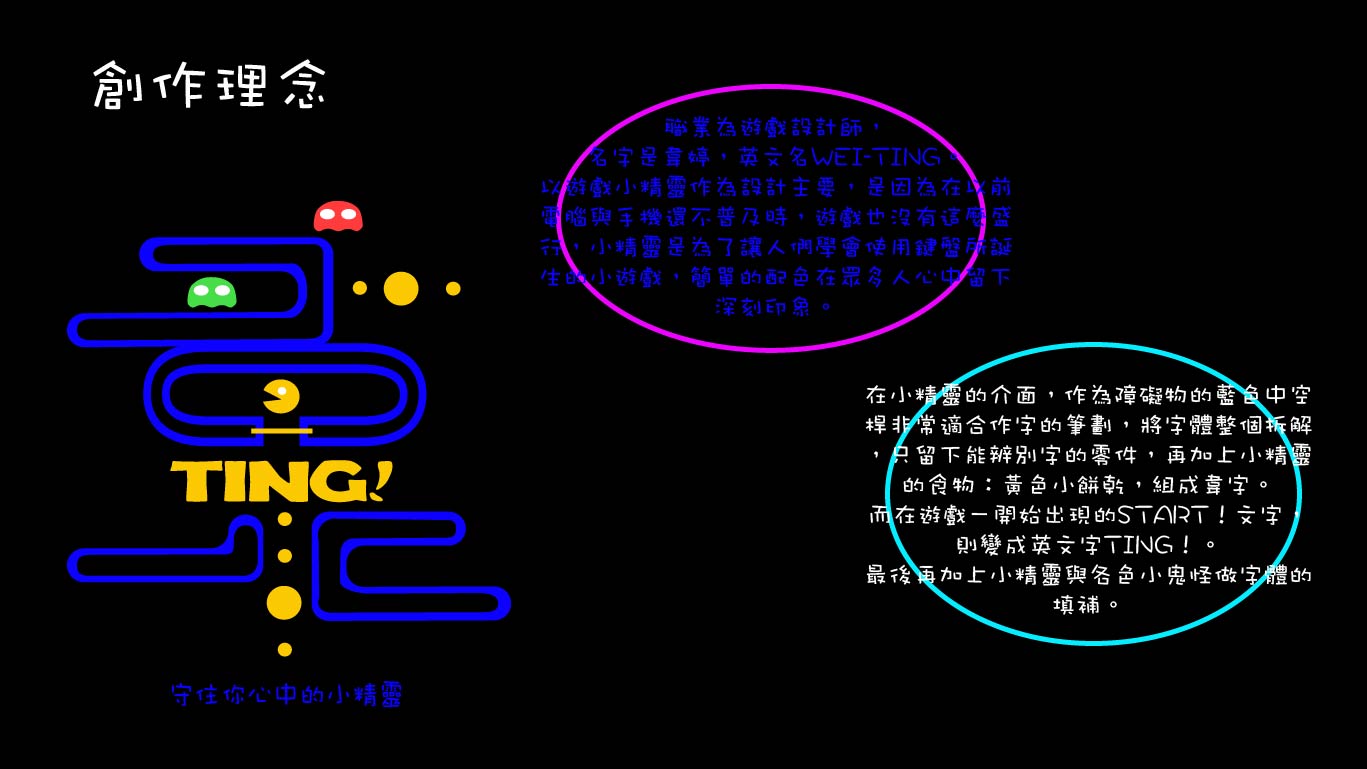 創作理念
職業為遊戲設計師，
名字是韋婷，英文名WEI-TING。
以遊戲小精靈作為設計主要，是因為在以前
電腦與手機還不普及時，遊戲也沒有這麼盛
行，小精靈是為了讓人們學會使用鍵盤所誕
生的小遊戲，簡單的配色在眾多人心中留下
深刻印象。
在小精靈的介面，作為障礙物的藍色中空
桿非常適合作字的筆劃，將字體整個拆解
，只留下能辨別字的零件，再加上小精靈
的食物：黃色小餅乾，組成韋字。
而在遊戲一開始出現的START！文字，
則變成英文字TING！。
最後再加上小精靈與各色小鬼怪做字體的
填補。
TING!
守住你心中的小精靈